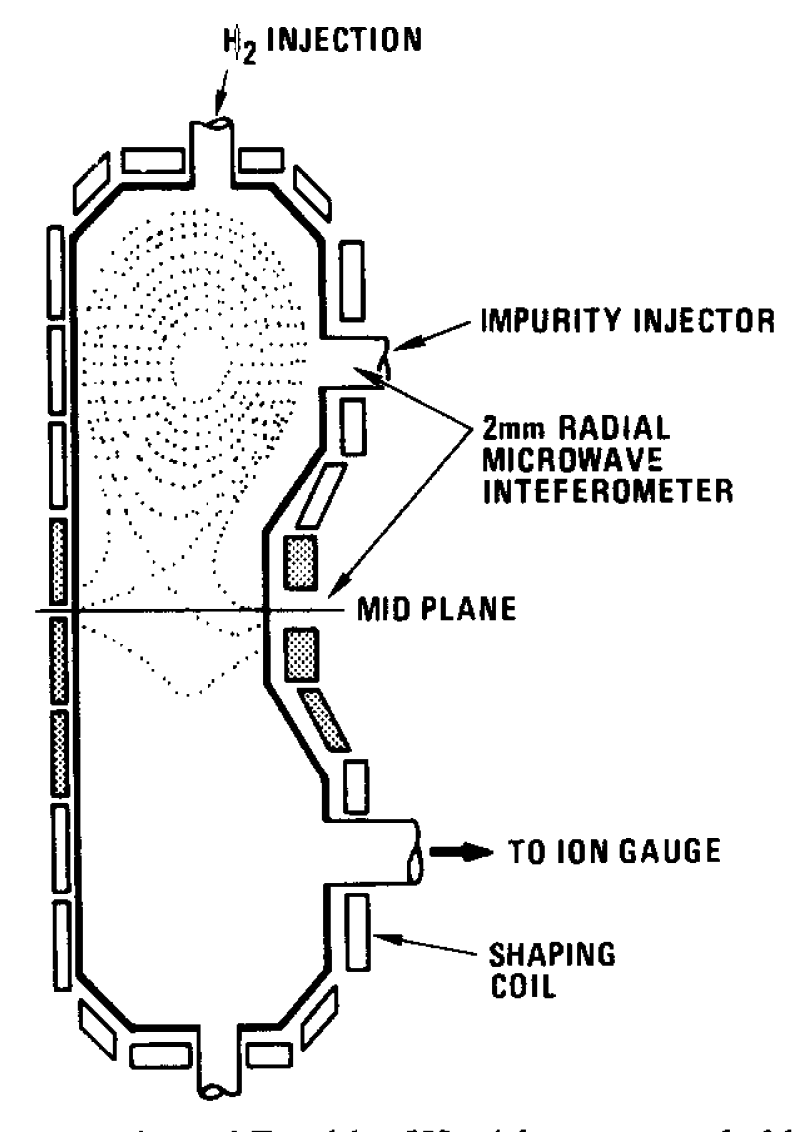 H2 INJECTION
IMPURITY INJECTOR
2mm RADIAL
MICROWAVE
INTEFEROMETER
MID PLANE
TO ION GAUGE
SHAPING
COIL